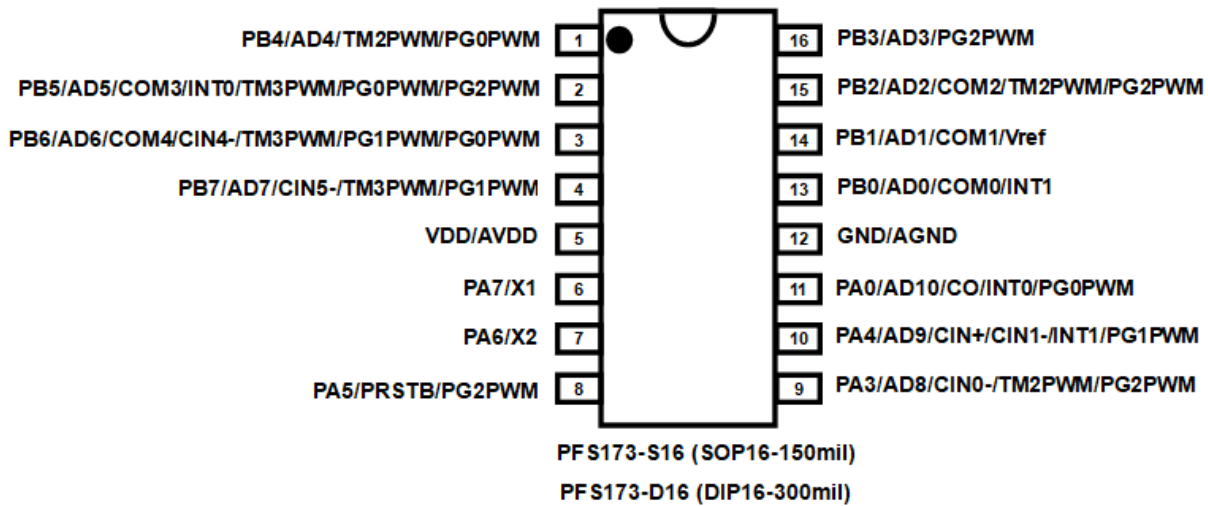 PB4/AD4/TM2PWM/PG0PWM 1 16 PB3/AD3/PG2PWM
PB5/AD5/COM3/INT0/TM3PWM/PG0PWM/PG2PWM 2 15 PB2/AD2/COM2/TM2PWM/PG2PWM
PB6/AD6/COM4/CIN4-/TM3PWM/PG1PWM/PG0PWM 3 14 PB1/AD1/COM1/Vref
PB7/AD7/CIN5-/TM3PWM/PG1PWM 4 13 PB0/AD0/COM0/INT1
VDD/AVDD 5 12 GND/AGND
PA7/X1 6 11 PA0/AD10/CO/INT0/PG0PWM
PA6/X2 7 10 PA4/AD9/CIN+/CIN1-/INT1/PG1PWM
PA5/PRSTB/PG2PWM 8 9 PA3/AD8/CIN0-/TM2PWM/PG2PWM
PFS173-S16 (SOP16-150mil)
PFS173-D16 (DIP16-300mil)